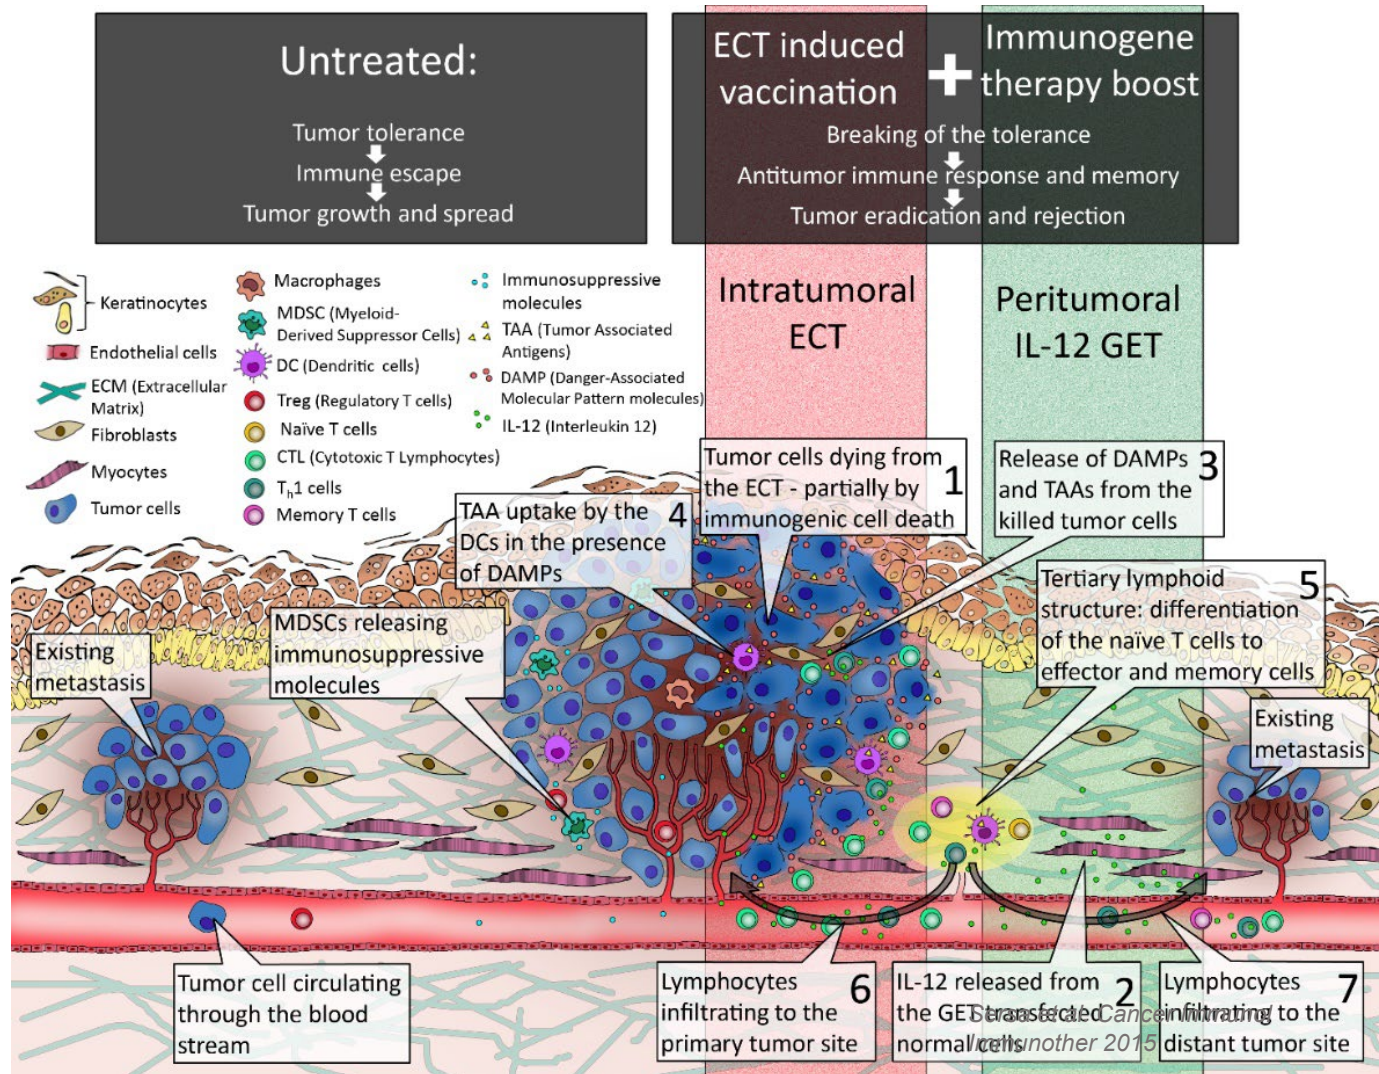 Untreated:
Tumor tolerance
Immune escape
Tumor growth and spread
ECT induced
vaccination
+
Immunogene
therapy boost
Breaking of the tolerance
Antitumor immune response and memory
Tumor eradication and rejection
Intratumoral
ECT
Peritumoral
IL-12 GET
Keratinocytes
Endothelial cells
ECM (Extracellular
Matrix)
Fibroblasts
Myocytes
Tumor cells
Macrophages
MDSC (Myeloid-
Derived Suppressor Cells)
DC (Dendritic cells)
Treg (Regulatory T cells)
Naïve T cells
CTL (Cytotoxic T Lymphocytes)
Th1 cells
Memory T cells
Immunosuppressive
molecules
TAA (Tumor Associated
Antigens)
DAMP (Danger-Associated
Molecular Pattern molecules)
IL-12 (Interleukin 12)
TAA uptake by the 4
DCs in the presence
of DAMPs
Tumor cells dying from
the ECT - partially by 1
immunogenic cell death
Release of DAMPs 3
and TAAs from the
killed tumor cells
Tertiary lymphoid 5
structure: differentiation
of the naïve T cells to
effector and memory cells
MDSCs releasing
immunosuppressive
molecules
Existing
metastasis
Existing
metastasis
Tumor cell circulating
through the blood
stream
Lymphocytes 6
infiltrating to the
primary tumor site
IL-12 released from
the GET transfected 2
normal cells
Lymphocytes 7
infiltrating to the
distant tumor site
et al. Cancer Immunol
Immunother 2015